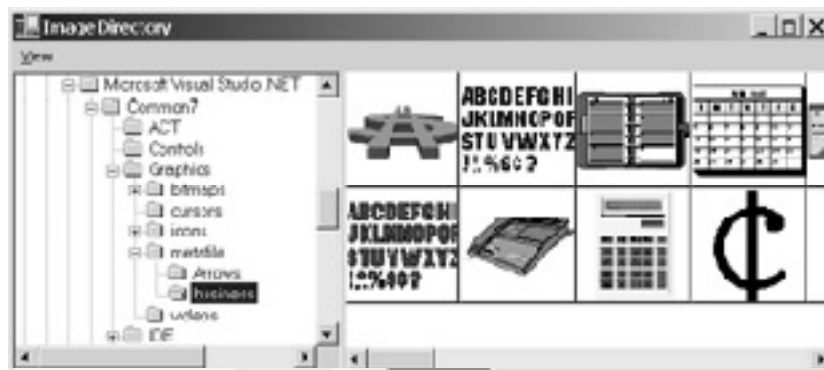 Image Directory
View
Microsoft Visual Studio .NET
Common7
ACT
Controls
Graphics
bitmaps
cursors
icons
metafile
Arrows
business
videos
IDE
ABCDEFGHI
JKLMNOPQR
STUVWXYZ
!?.%&¢?
ABCDEFGHI
JKLMNOPQR
STUVWXYZ